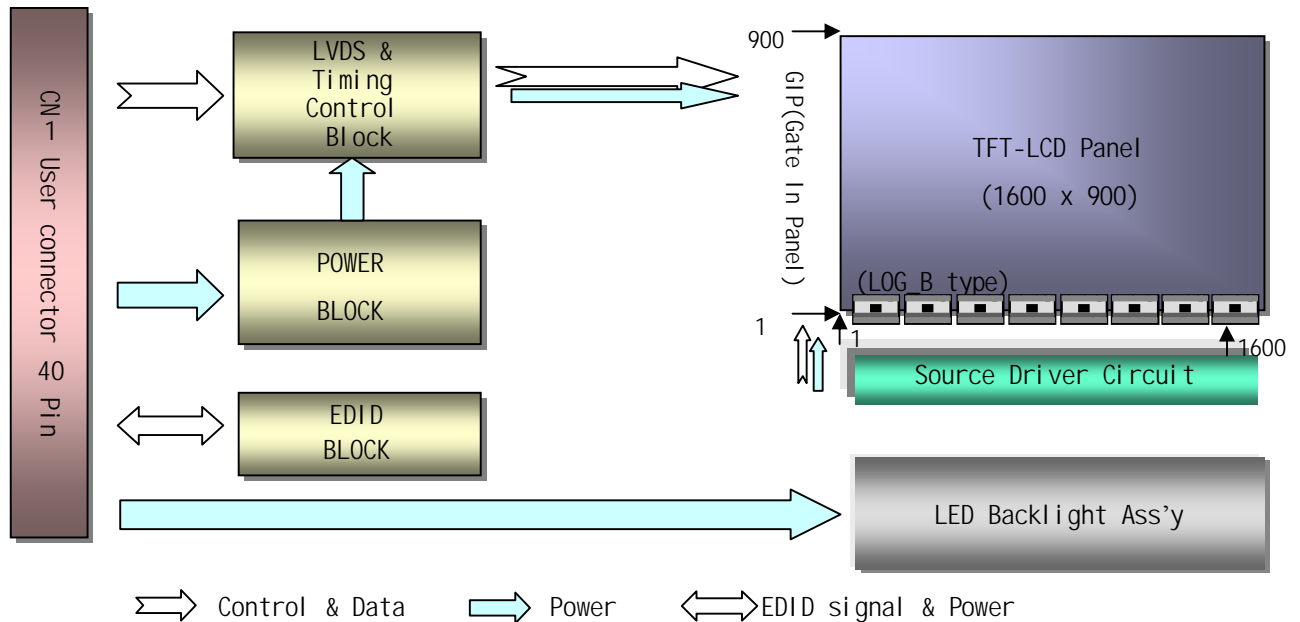 CN-1 User connector 40 Pin
LVDS &
Timing
Control
Block
POWER
BLOCK
EDID
BLOCK
900
GIP(Gate In Panel)
1
TFT-LCD Panel
(1600 x 900)
(LOG_B type)
1
1600
Source Driver Circuit
LED Backlight Ass'y
Control & Data
Power
EDID signal & Power